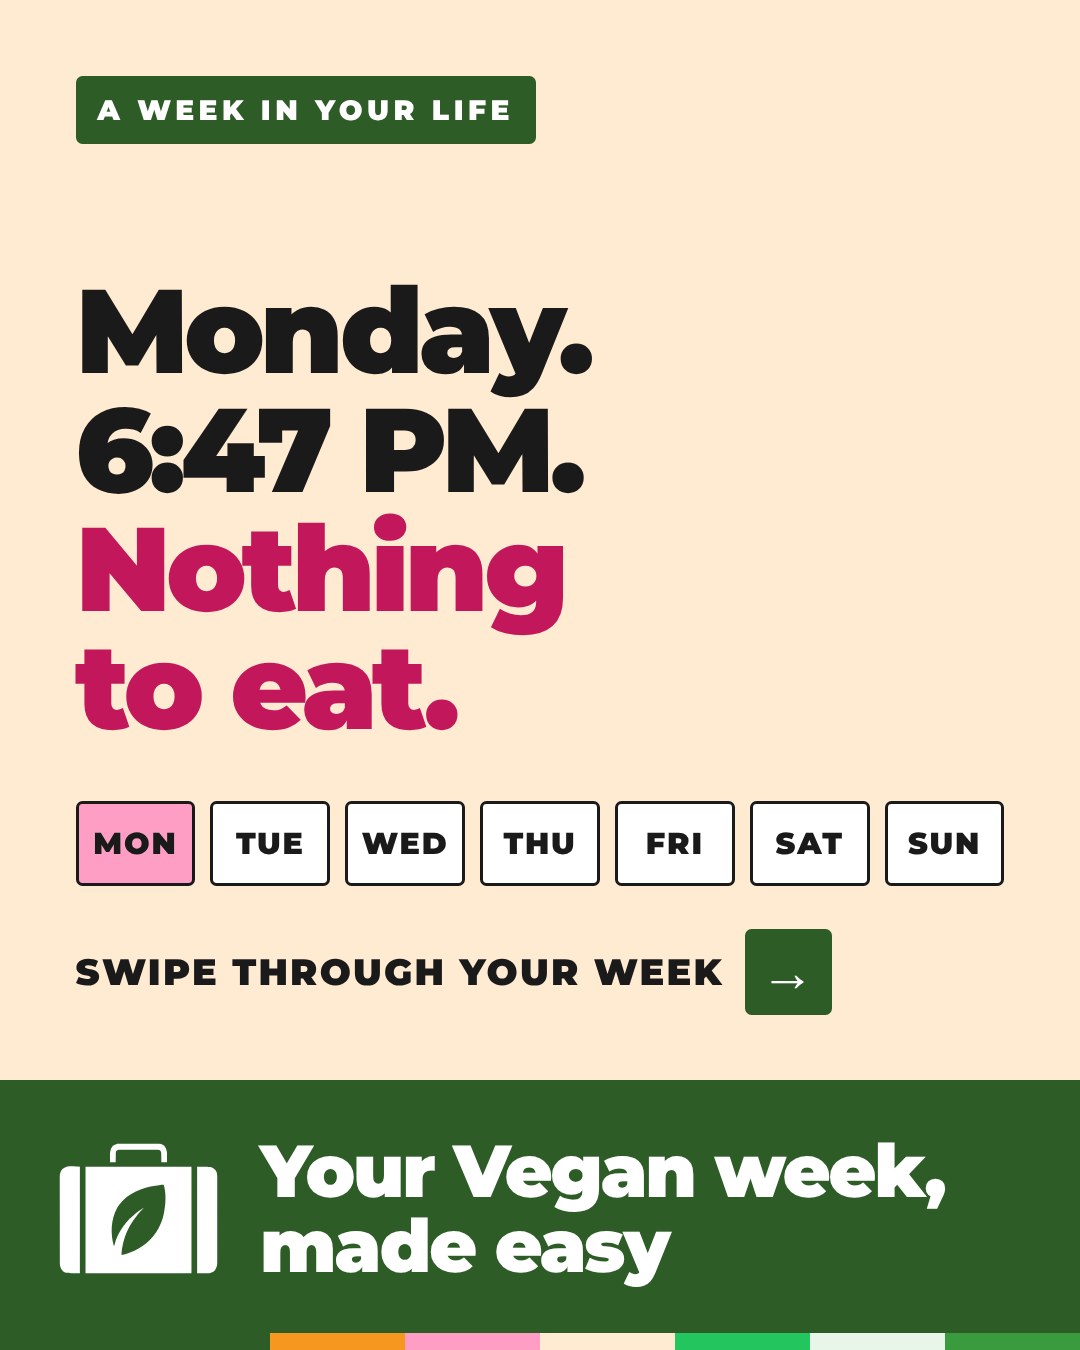 A WEEK IN YOUR LIFE
Monday.
6:47 PM.
Nothing
to eat.
MON TUE WED THU FRI SAT SUN
SWIPE THROUGH YOUR WEEK →
Your Vegan week,
made easy